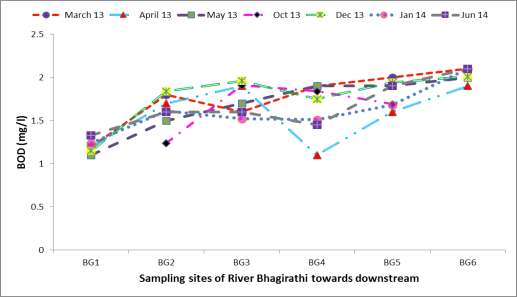 March 13 April 13 May 13 Oct 13 Dec 13 Jan 14 Jun 14
2.5
2
1.5
1
0.5
0
BOD (mg/l)
BG1 BG2 BG3 BG4 BG5 BG6
Sampling sites of River Bhagirathi towards downstream